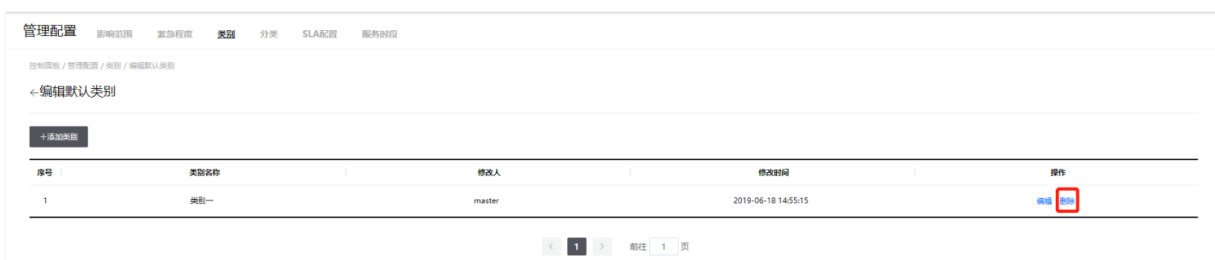 管理配置 影响范围 紧急程度 类别 分类 SLA配置 服务时段
控制面板 / 管理配置 / 类别 / 编辑默认类别
←编辑默认类别
+添加类别
序号 类别名称 修改人 修改时间 操作
1 类别一 master 2019-06-18 14:55:15 编辑 删除
< 1 > 前往 1 页